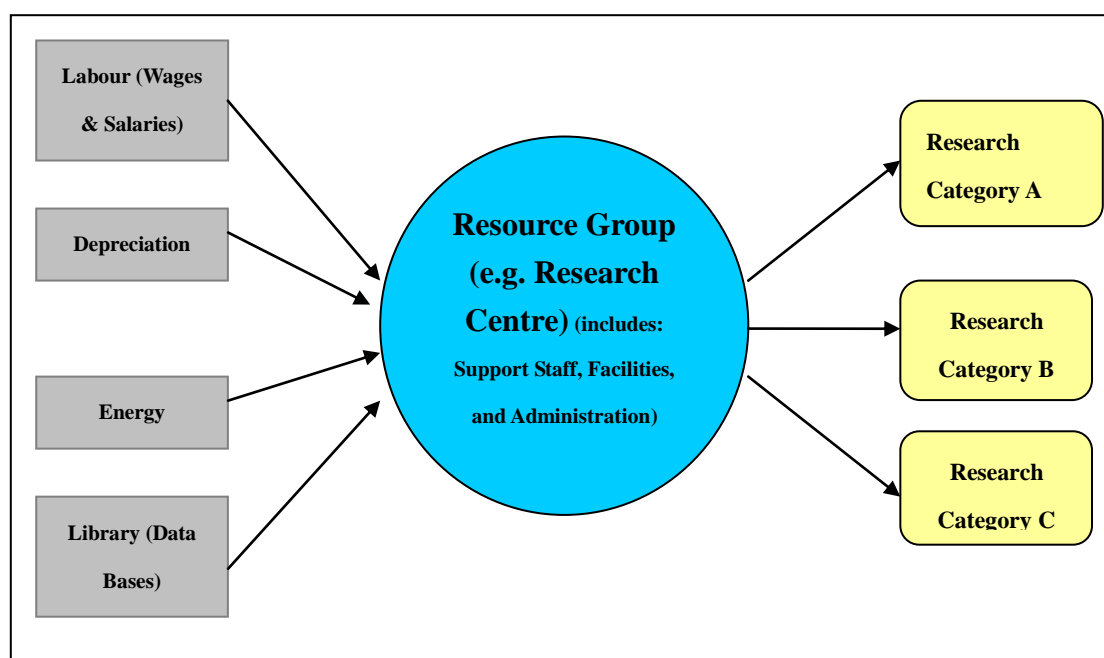 Labour (Wages
& Salaries)
Depreciation
Energy
Library (Data
Bases)
Resource Group
(e.g. Research
Centre) (includes:
Support Staff, Facilities,
and Administration)
Research
Category A
Research
Category B
Research
Category C